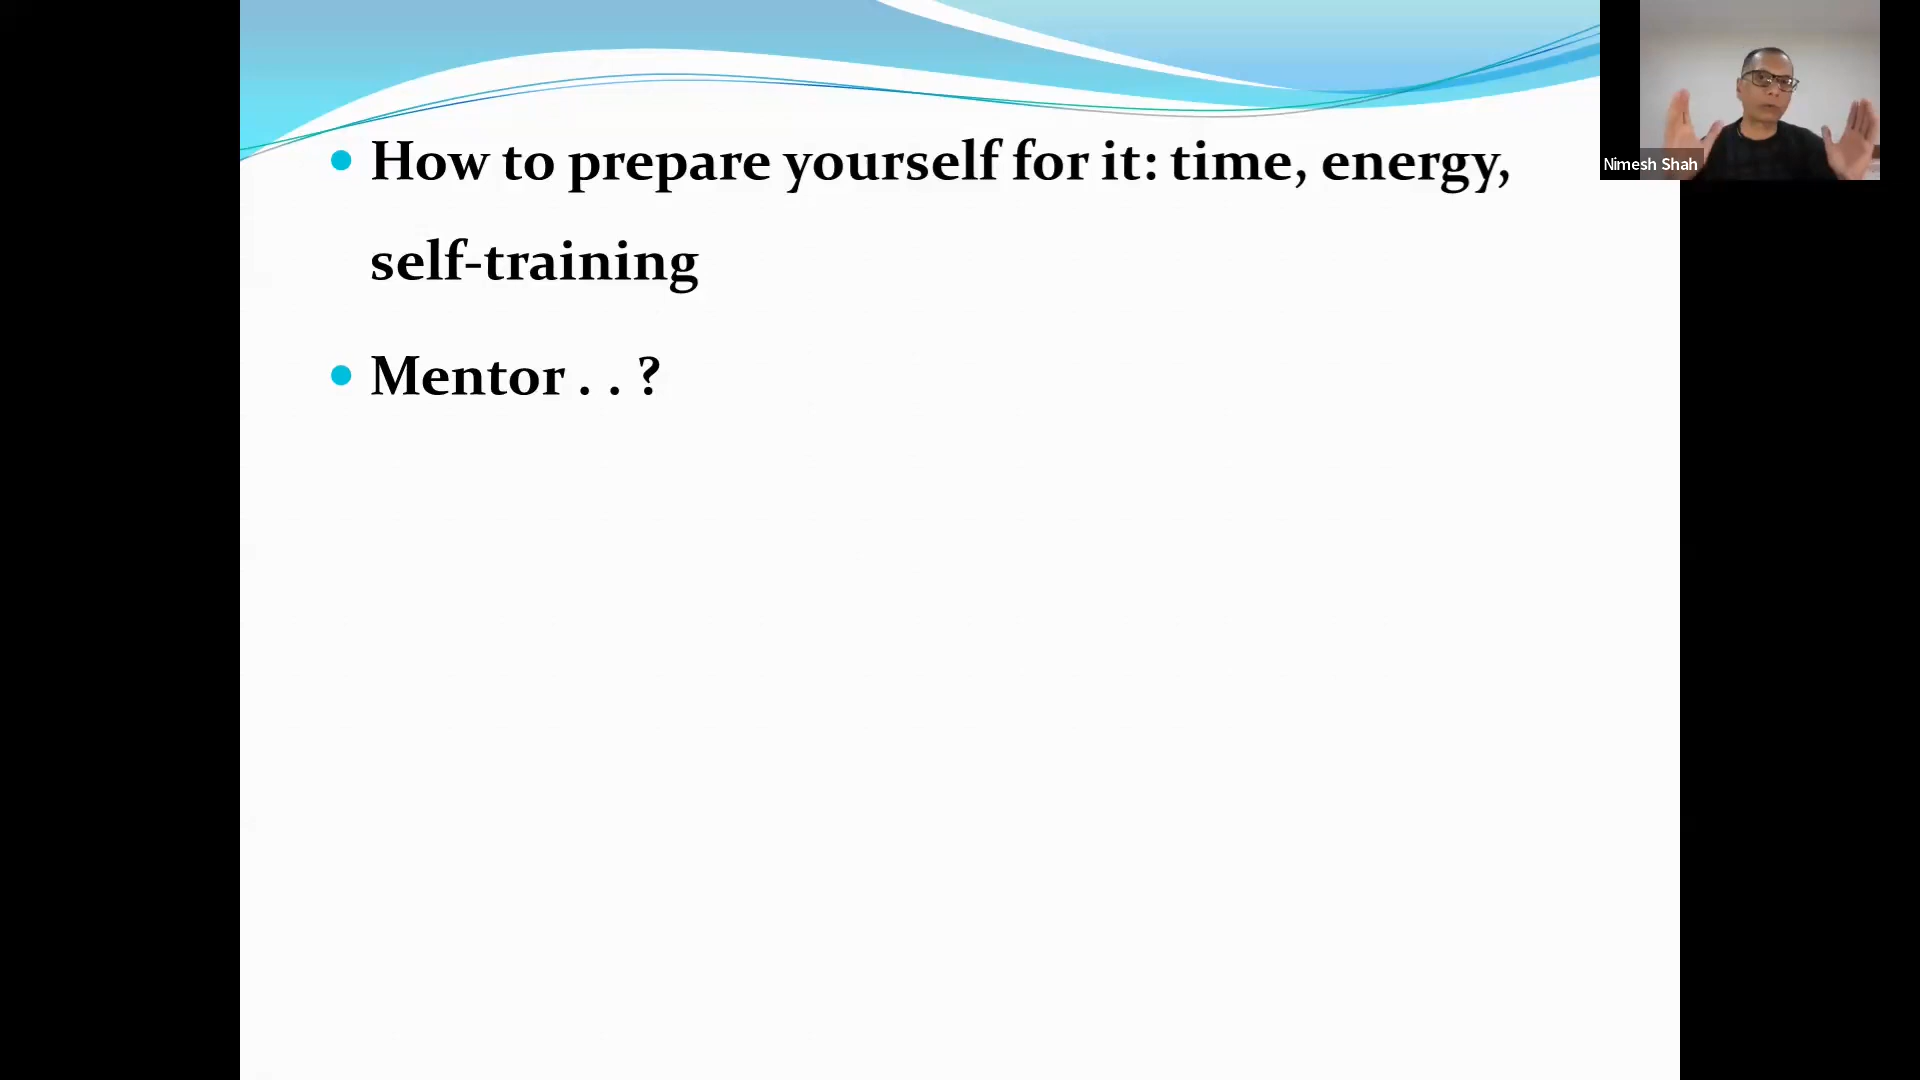 How to prepare yourself for it: time, energy,
self-training
Mentor . . ?
Nimesh Shah